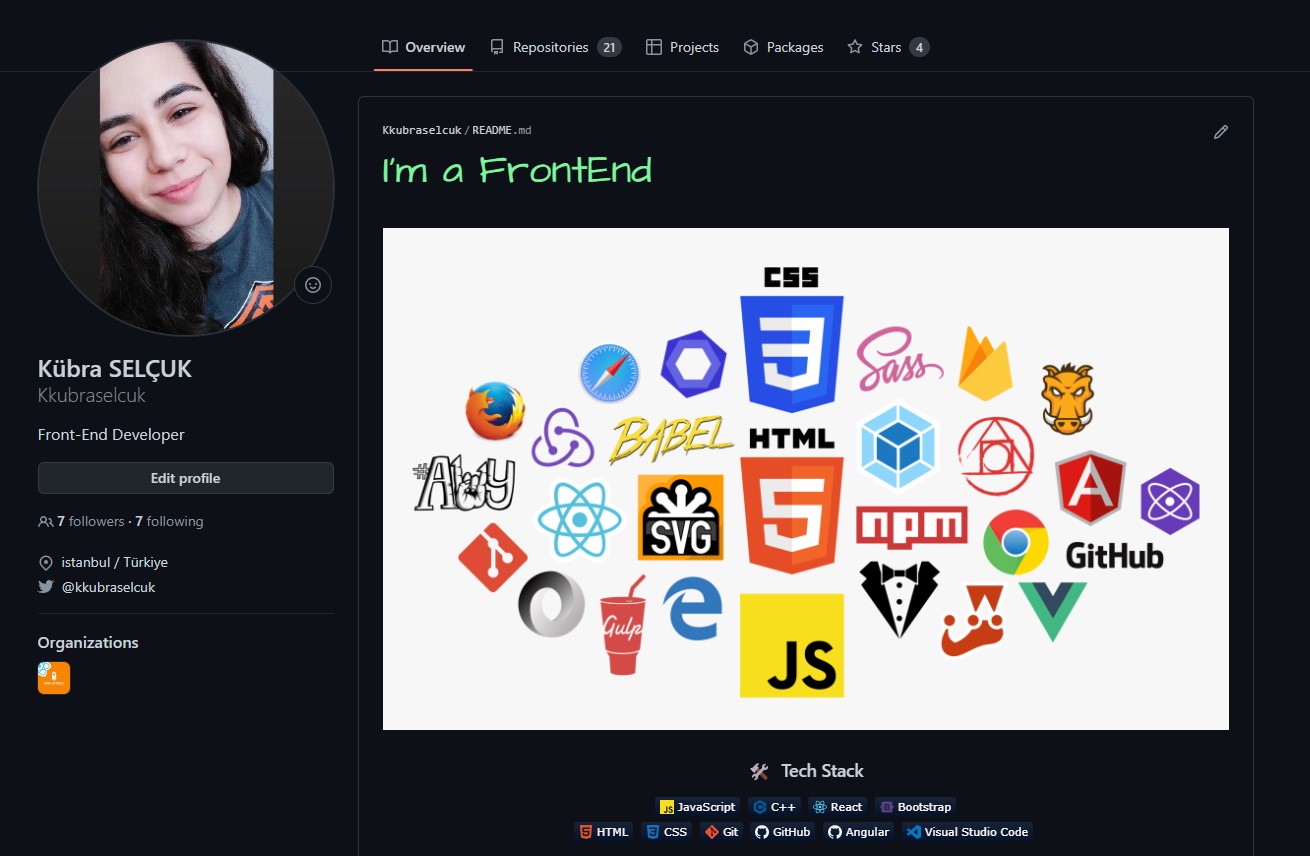 Overview Repositories 21 Projects Packages Stars 4
Kkubraselcuk/README.md
I'm a FrontEnd
CSS
Sass
BABEL
HTML
#A11y
SVG
npm
GitHub
Gulp
JS
Kübra SELÇUK
Kkubraselcuk
Front-End Developer
Edit profile
7 followers · 7 following
istanbul / Türkiye
@kkubraselcuk
Organizations
Tech Stack
JS JavaScript C++ React Bootstrap
HTML CSS Git GitHub Angular Visual Studio Code